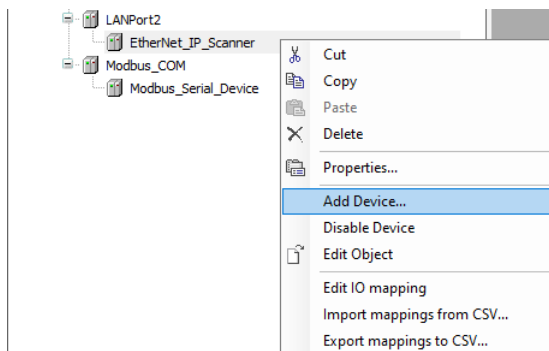 LANPort2
EtherNet_IP_Scanner
Modbus_COM
Modbus_Serial_Device
Cut
Copy
Paste
Delete
Properties...
Add Device...
Disable Device
Edit Object
Edit IO mapping
Import mappings from CSV...
Export mappings to CSV...